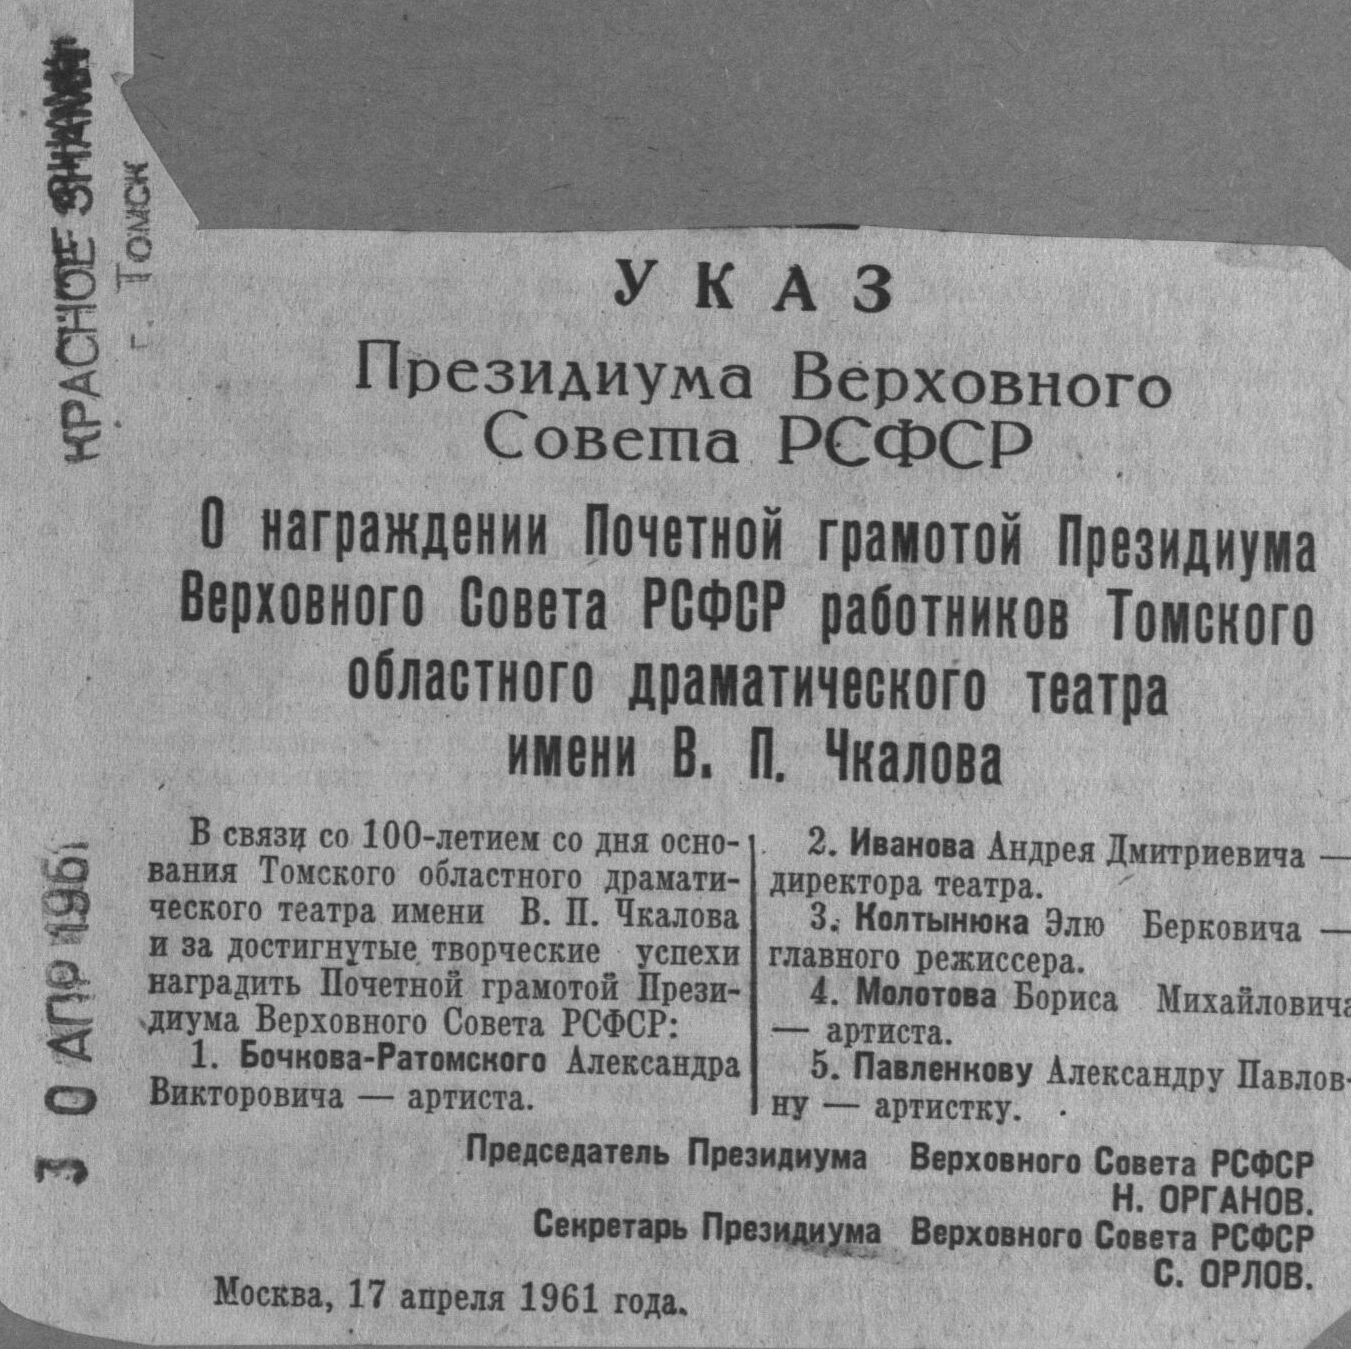 КРАСНОЕ ЗНАМЯ
г. Томск
30 АПР 1961
УКАЗ
Президиума Верховного
Совета РСФСР
О награждении Почетной грамотой Президиума
Верховного Совета РСФСР работников Томского
областного драматического театра
имени В. П. Чкалова
В связи со 100-летием со дня осно-
вания Томского областного драмати-
ческого театра имени В. П. Чкалова
и за достигнутые творческие успехи
наградить Почетной грамотой Прези-
диума Верховного Совета РСФСР:
1. Бочкова-Ратомского Александра
Викторовича — артиста.
2. Иванова Андрея Дмитриевича —
директора театра.
3. Колтынюка Элю Берковича —
главного режиссера.
4. Молотова Бориса Михайловича
— артиста.
5. Павленкову Александру Павлов-
ну — артистку.
Председатель Президиума Верховного Совета РСФСР
Н. ОРГАНОВ.
Секретарь Президиума Верховного Совета РСФСР
С. ОРЛОВ.
Москва, 17 апреля 1961 года.